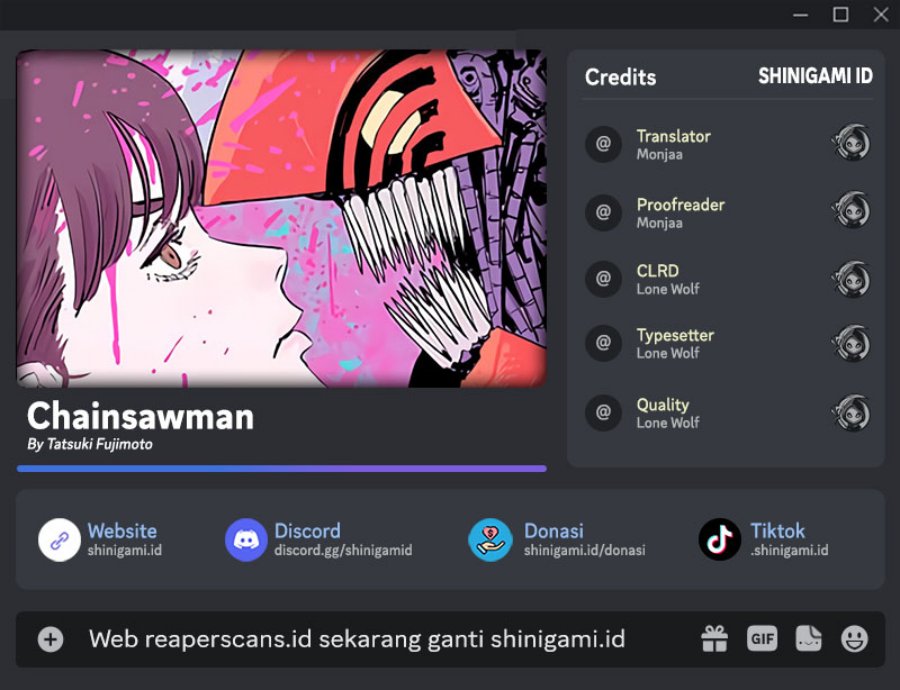 Chainsawman
By Tatsuki Fujimoto
Credits
SHINIGAMI ID
@
Translator
Monjaa
@
Proofreader
Monjaa
@
CLRD
Lone Wolf
@
Typesetter
Lone Wolf
@
Quality
Lone Wolf
Website
shinigami.id
Discord
discord.gg/shinigamid
Donasi
shinigami.id/donasi
Tiktok
.shinigami.id
Web reaperscans.id sekarang ganti shinigami.id
GIF